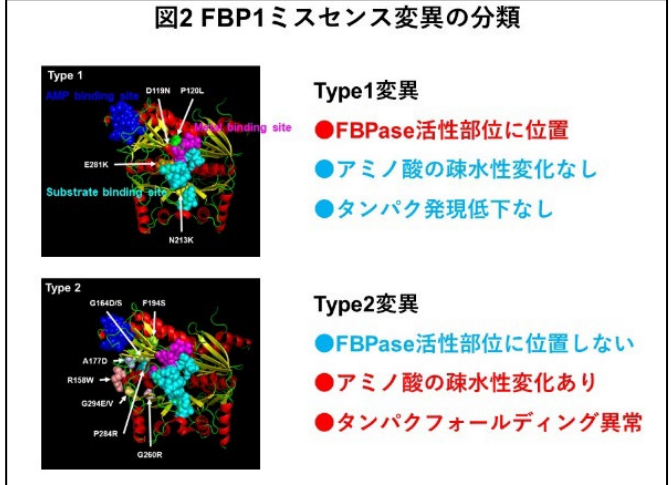 図2 FBP1ミスセンス変異の分類
Type 1
AMP binding site
D119N
P120L
Metal binding site
E281K
Substrate binding site
N213K
Type1変異
●FBPase活性部位に位置
●アミノ酸の疎水性変化なし
●タンパク発現低下なし
Type 2
G164D/S
F194S
A177D
R158W
G294E/V
P284R
G260R
Type2変異
●FBPase活性部位に位置しない
●アミノ酸の疎水性変化あり
●タンパクフォールディング異常